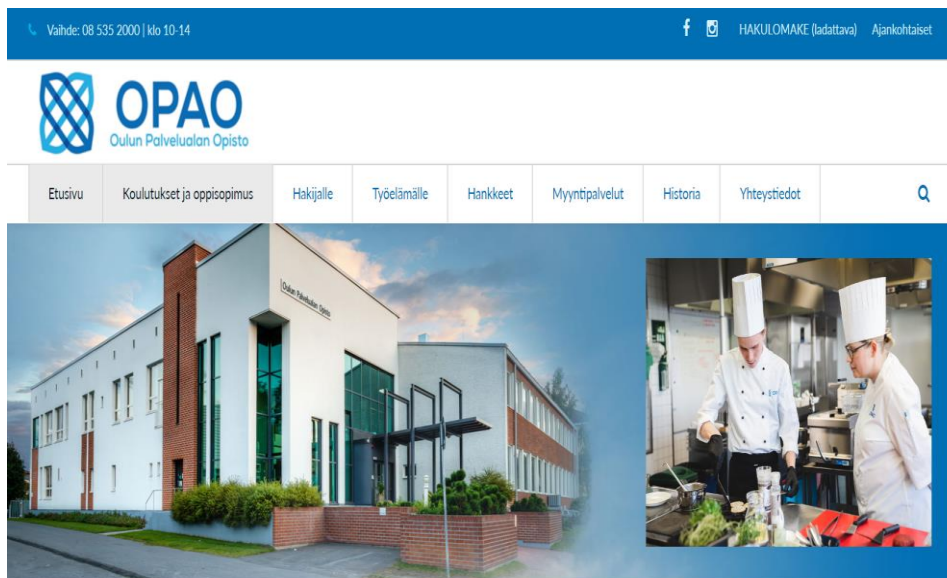 Vaihde: 08 535 2000 | klo 10-14
HAKULOMAKE (ladattava) Ajankohtaiset
OPAO
Oulun Palvelualan Opisto
Etusivu Koulutukset ja oppisopimus Hakijalle Työelämälle Hankkeet Myyntipalvelut Historia Yhteystiedot
Oulun Palvelualan Opisto